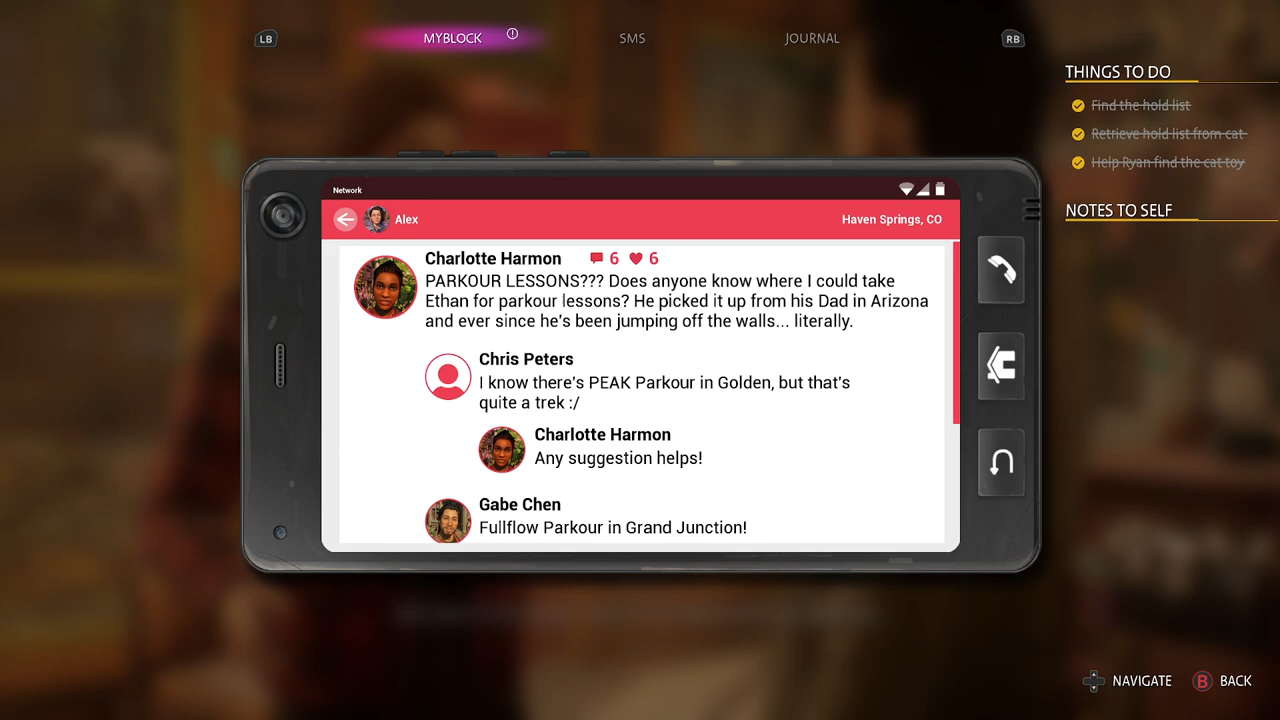 LB
MYBLOCK
SMS
JOURNAL
RB
THINGS TO DO
Find the hold list
Retrieve hold list from cat
Help Ryan find the cat toy
NOTES TO SELF
Network
Alex
Haven Springs, CO
Charlotte Harmon 6 6
PARKOUR LESSONS??? Does anyone know where I could take
Ethan for parkour lessons? He picked it up from his Dad in Arizona
and ever since he's been jumping off the walls... literally.
Chris Peters
I know there's PEAK Parkour in Golden, but that's
quite a trek :/
Charlotte Harmon
Any suggestion helps!
Gabe Chen
Fullflow Parkour in Grand Junction!
NAVIGATE
B BACK